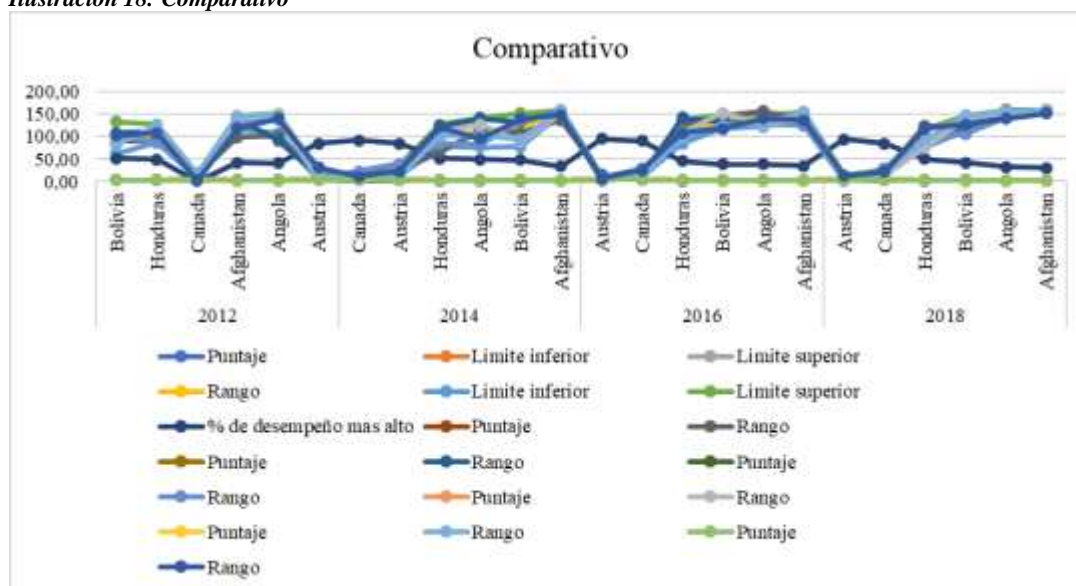 Ilustración 18: Comparativo
Comparativo
200,00
150,00
100,00
50,00
0,00
Bolivia
Honduras
Canada
Afghanistan
Angola
Austria
Canada
Austria
Honduras
Angola
Bolivia
Afghanistan
Austria
Canada
Honduras
Bolivia
Angola
Afghanistan
Austria
Canada
Honduras
Bolivia
Angola
Afghanistan
2012 2014 2016 2018
Puntaje Limite inferior Limite superior
Rango Limite inferior Limite superior
% de desempeño más alto Puntaje Rango
Puntaje Rango Puntaje
Rango Puntaje Rango
Puntaje Rango Puntaje
Rango